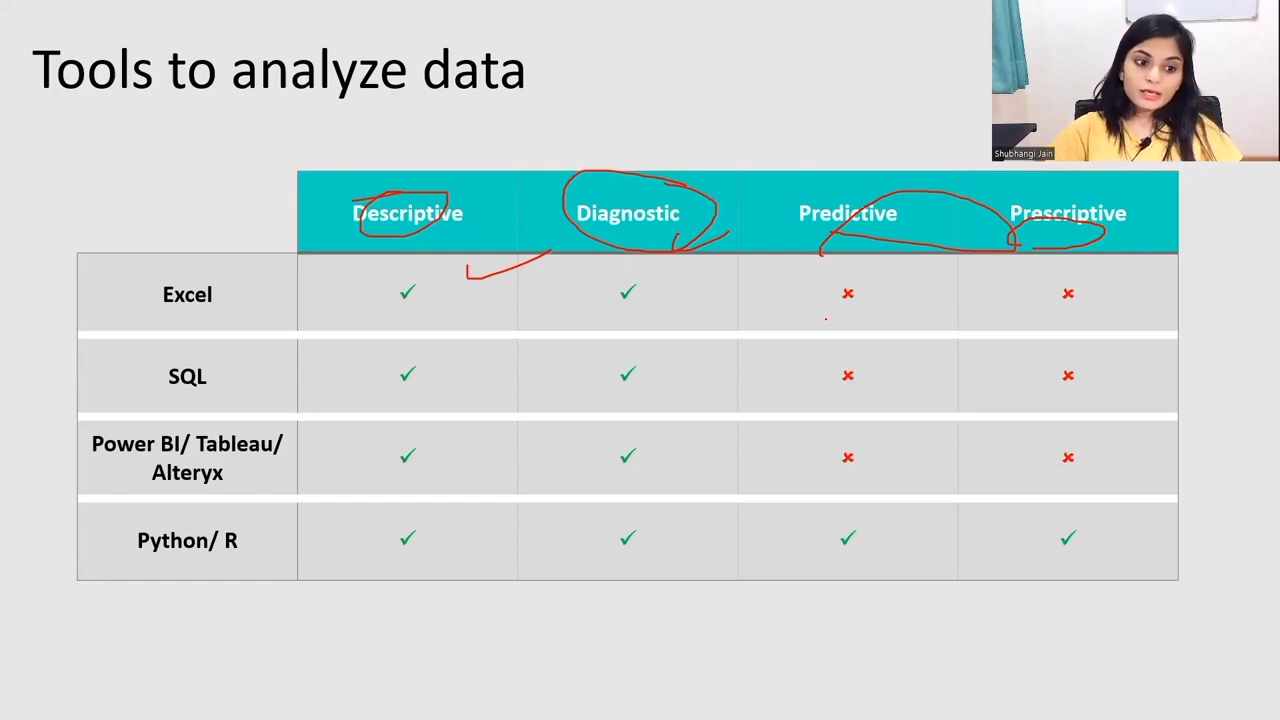 Tools to analyze data
Shubhangi Jain
Descriptive Diagnostic Predictive Prescriptive
Excel ✓ ✓ × ×
SQL ✓ ✓ × ×
Power BI/ Tableau/
Alteryx ✓ ✓ × ×
Python/ R ✓ ✓ ✓ ✓